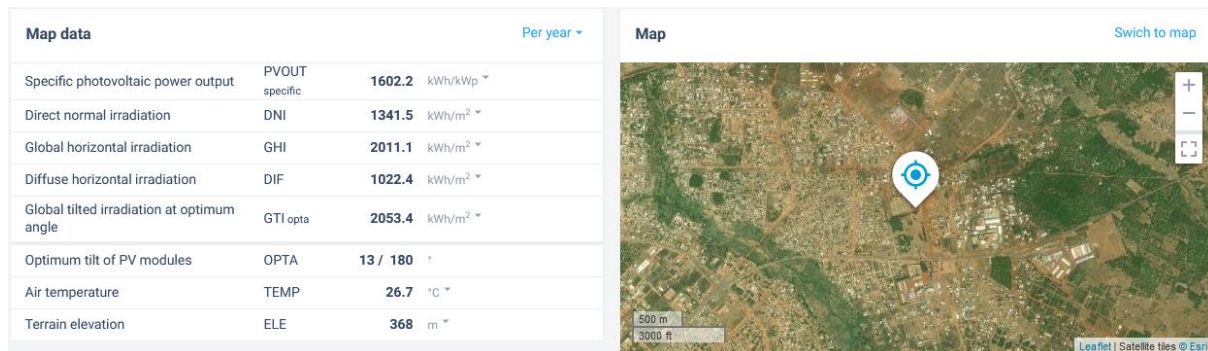 Map data
Per year
Specific photovoltaic power output PVOUT specific 1602.2 kWh/kWp
Direct normal irradiation DNI 1341.5 kWh/m²
Global horizontal irradiation GHI 2011.1 kWh/m²
Diffuse horizontal irradiation DIF 1022.4 kWh/m²
Global tilted irradiation at optimum
angle GTI opta 2053.4 kWh/m²
Optimum tilt of PV modules OPTA 13 / 180 °
Air temperature TEMP 26.7 °C
Terrain elevation ELE 368 m
Map
Swich to map
+
−
500 m
3000 ft
Leaflet | Satellite tiles © Esri